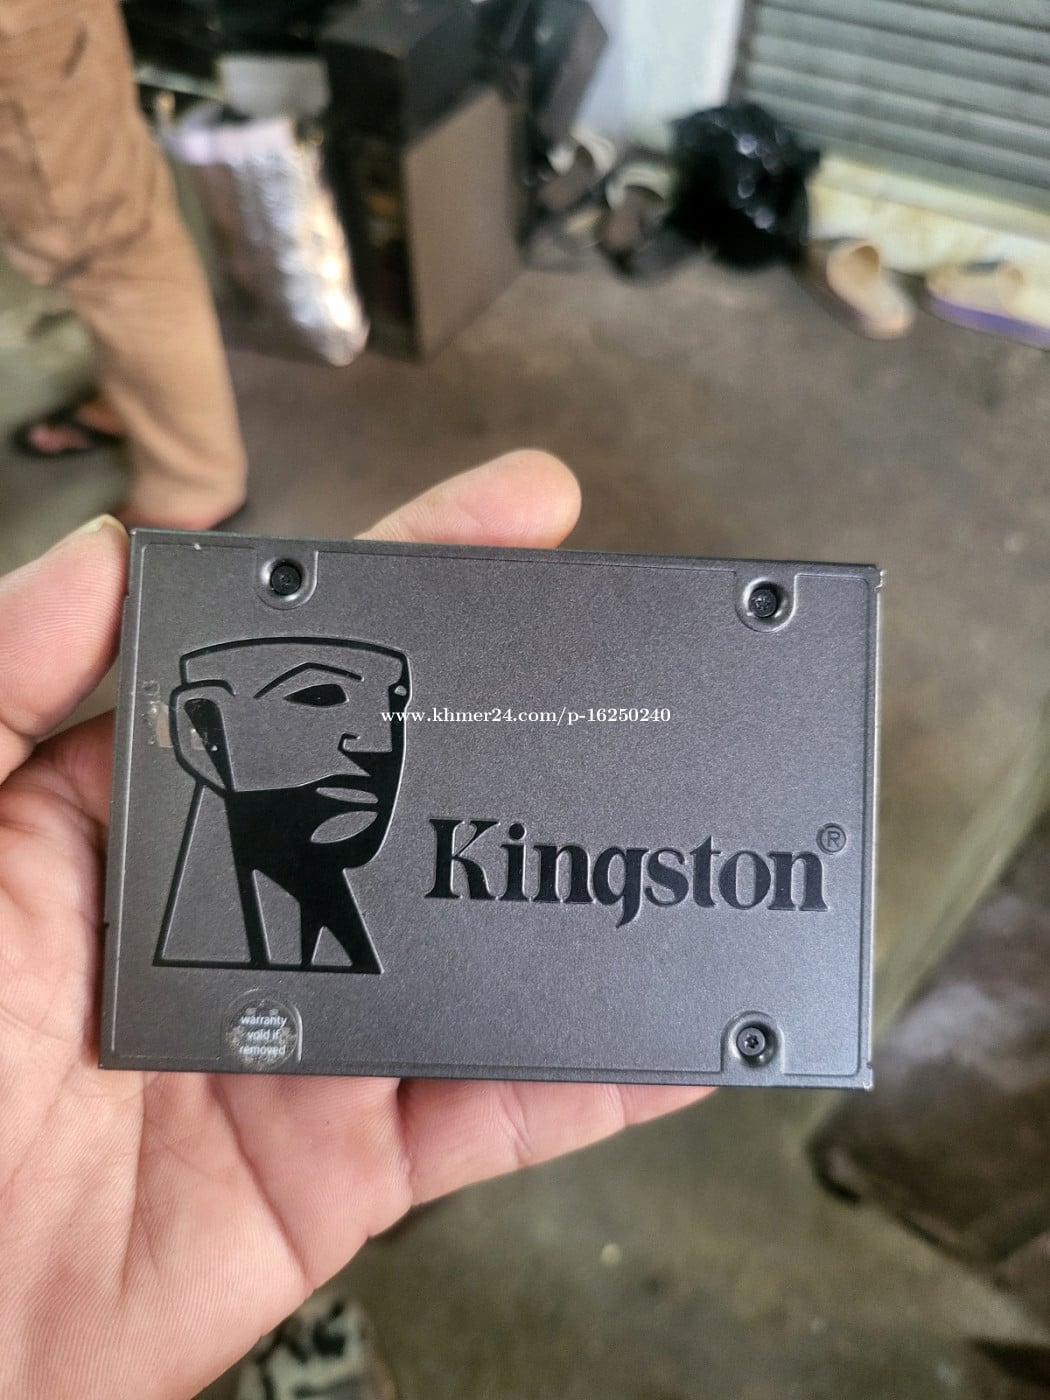 www.khmer24.com/p-16250240
Kingston®
warranty
void if
removed